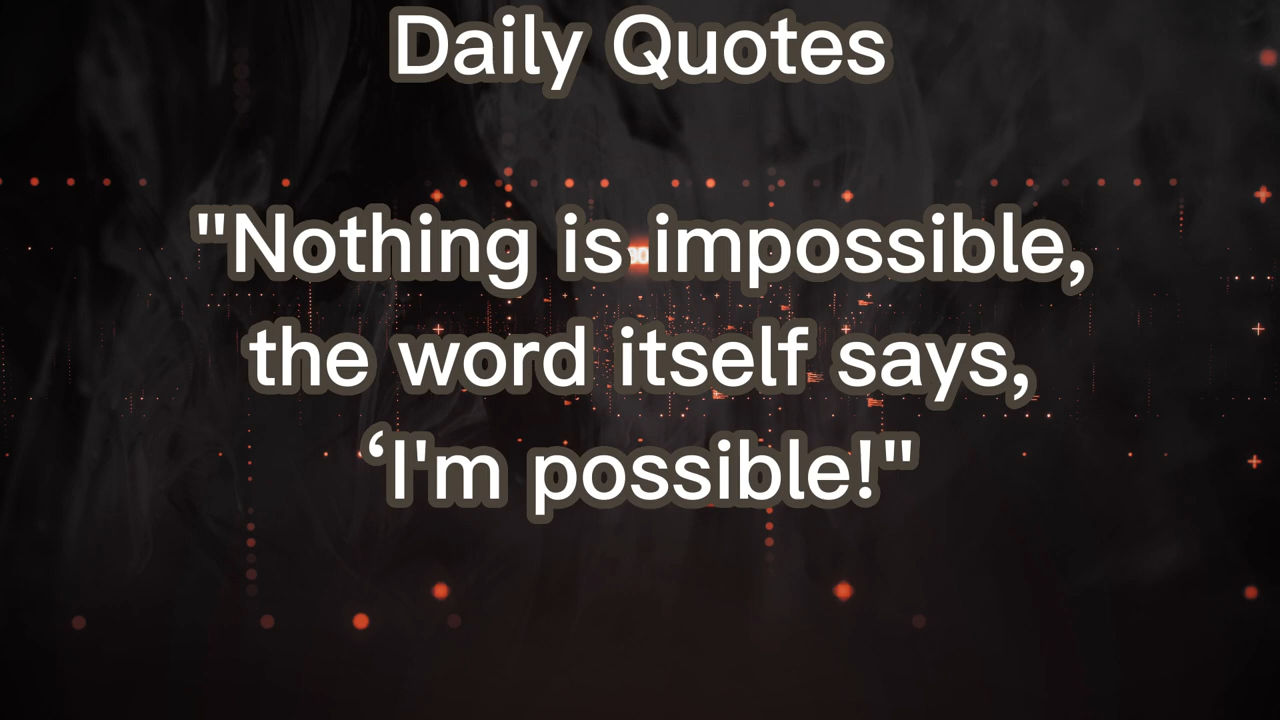 Daily Quotes
"Nothing is impossible,
the word itself says,
‘I'm possible!"